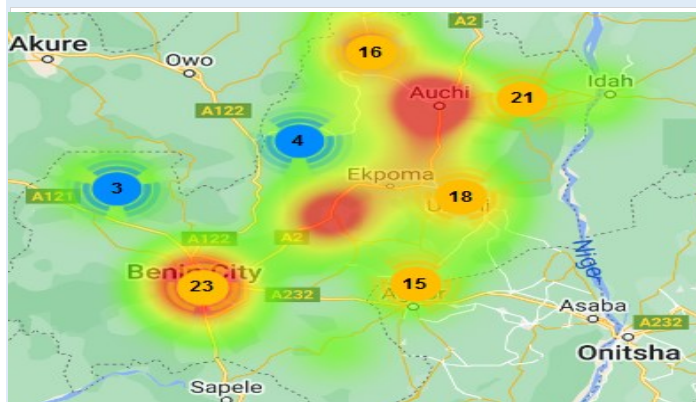 A2
16
Akure
Owo
Auchi
21
Idah
A122
4
Ekpoma
3
A121
18
A122
A2
Benin City
23
A232
15
Niger
Asaba
A232
Onitsha
Sapele